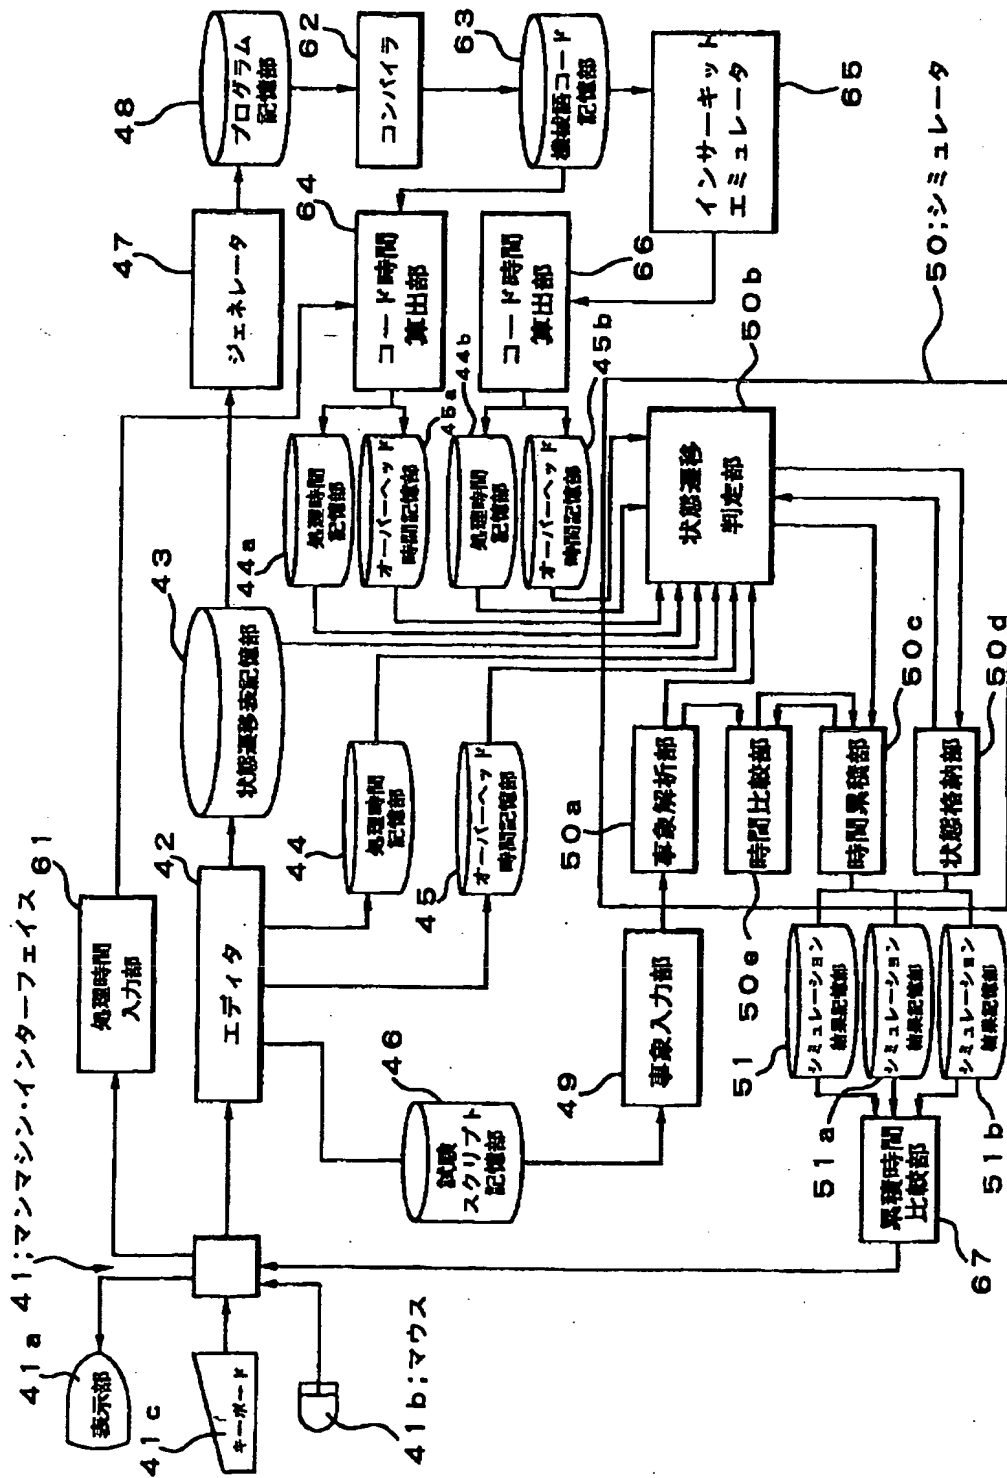 41;マンマシン・インターフェイス
41a
表示部
41c
キーボード
41b;マウス
61
処理時間
入力部
42
エディタ
43
状態遷移表記憶部
47
ジェネレータ
48
プログラム
記憶部
62
コンパイラ
63
機械語コード
記憶部
64
コード時間
算出部
65
インサーキット
エミュレータ
66
コード時間
算出部
44a
処理時間
記憶部
45a
オーバーヘッド
時間記憶部
44b
処理時間
記憶部
45b
オーバーヘッド
時間記憶部
44
処理時間
記憶部
45
オーバーヘッド
時間記憶部
46
試験
スクリプト
記憶部
49
事象入力部
50;シミュレータ
50a
事象解析部
50b
状態遷移
判定部
50e
時間比較部
50c
時間累積部
50d
状態格納部
51
シミュレーション
結果記憶部
51a
シミュレーション
結果記憶部
51b
シミュレーション
結果記憶部
67
累積時間
比較部